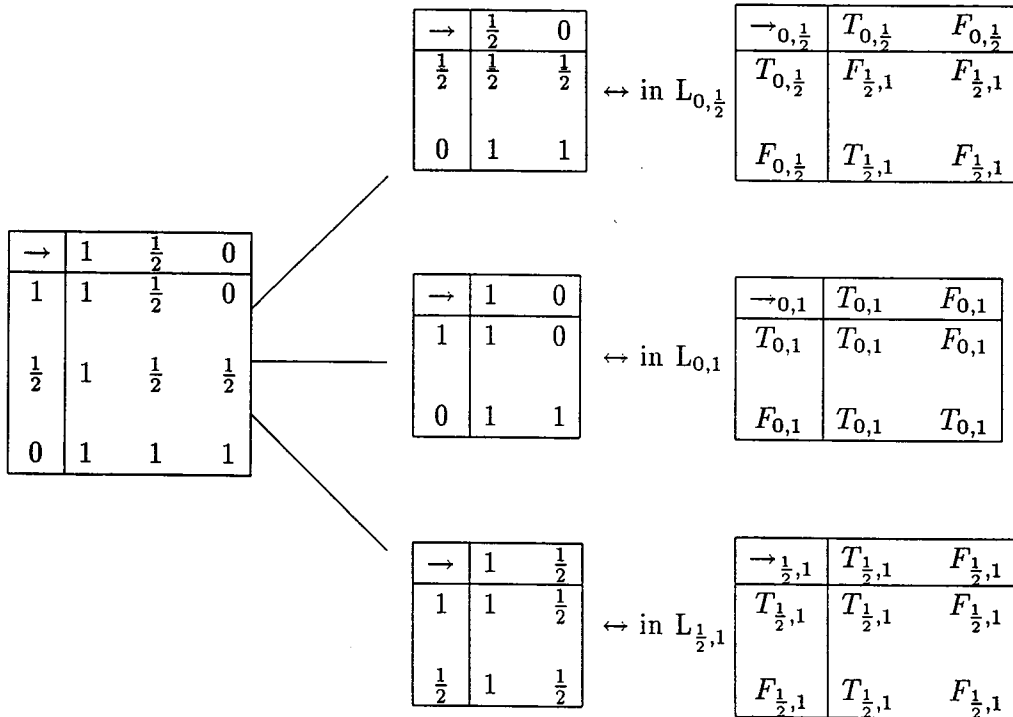 → 1 ½ 0
1 1 ½ 0
½ 1 ½ ½
0 1 1 1
→ ½ 0
½ ½ ½
0 1 1
↔ in L₀,½
→₀,½ T₀,½ F₀,½
T₀,½ F½,₁ F½,₁
F₀,½ T½,₁ F½,₁
→ 1 0
1 1 0
0 1 1
↔ in L₀,₁
→₀,₁ T₀,₁ F₀,₁
T₀,₁ T₀,₁ F₀,₁
F₀,₁ T₀,₁ T₀,₁
→ 1 ½
1 1 ½
½ 1 ½
↔ in L½,₁
→½,₁ T½,₁ F½,₁
T½,₁ T½,₁ F½,₁
F½,₁ T½,₁ F½,₁